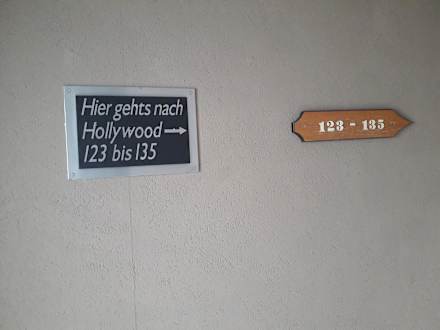 Hier gehts nach
Hollywood →
123 bis 135
123 - 135